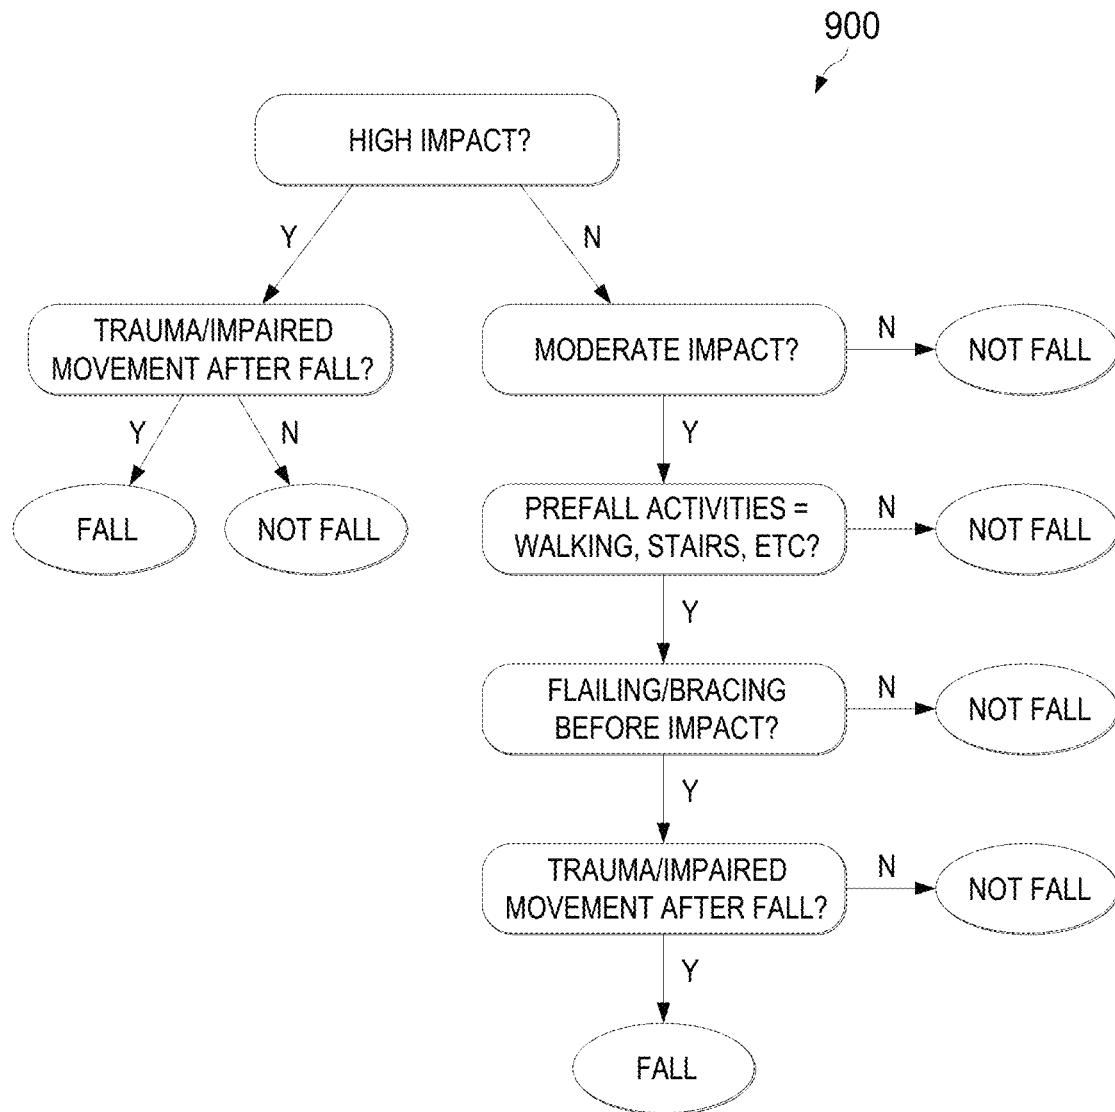 900
HIGH IMPACT?
Y
N
TRAUMA/IMPAIRED
MOVEMENT AFTER FALL?
MODERATE IMPACT?
N
NOT FALL
Y
N
Y
FALL
NOT FALL
PREFALL ACTIVITIES =
WALKING, STAIRS, ETC?
N
NOT FALL
Y
FLAILING/BRACING
BEFORE IMPACT?
N
NOT FALL
Y
TRAUMA/IMPAIRED
MOVEMENT AFTER FALL?
N
NOT FALL
Y
FALL